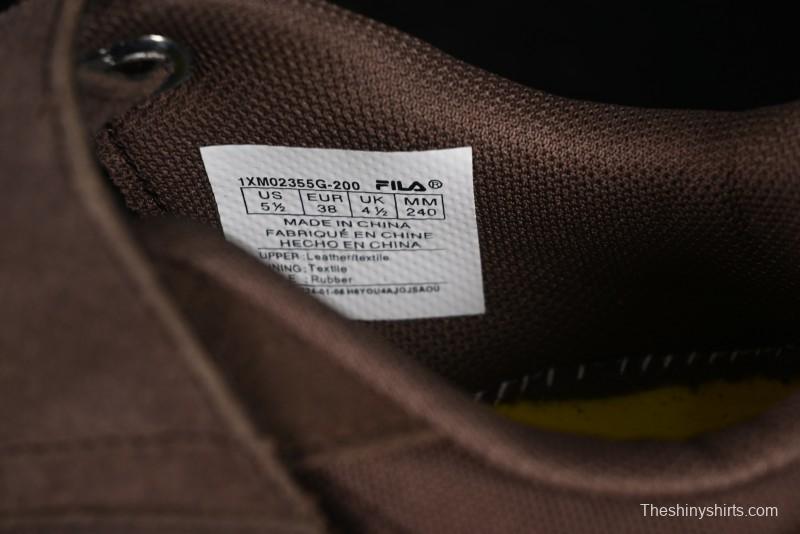 1XM02355G-200 FILA®
US EUR UK MM
5½ 38 4½ 240
MADE IN CHINA
FABRIQUÉ EN CHINE
HECHO EN CHINA
UPPER :Leather/textile
NING: Textile
E : Rubber
Theshinyshirts.com